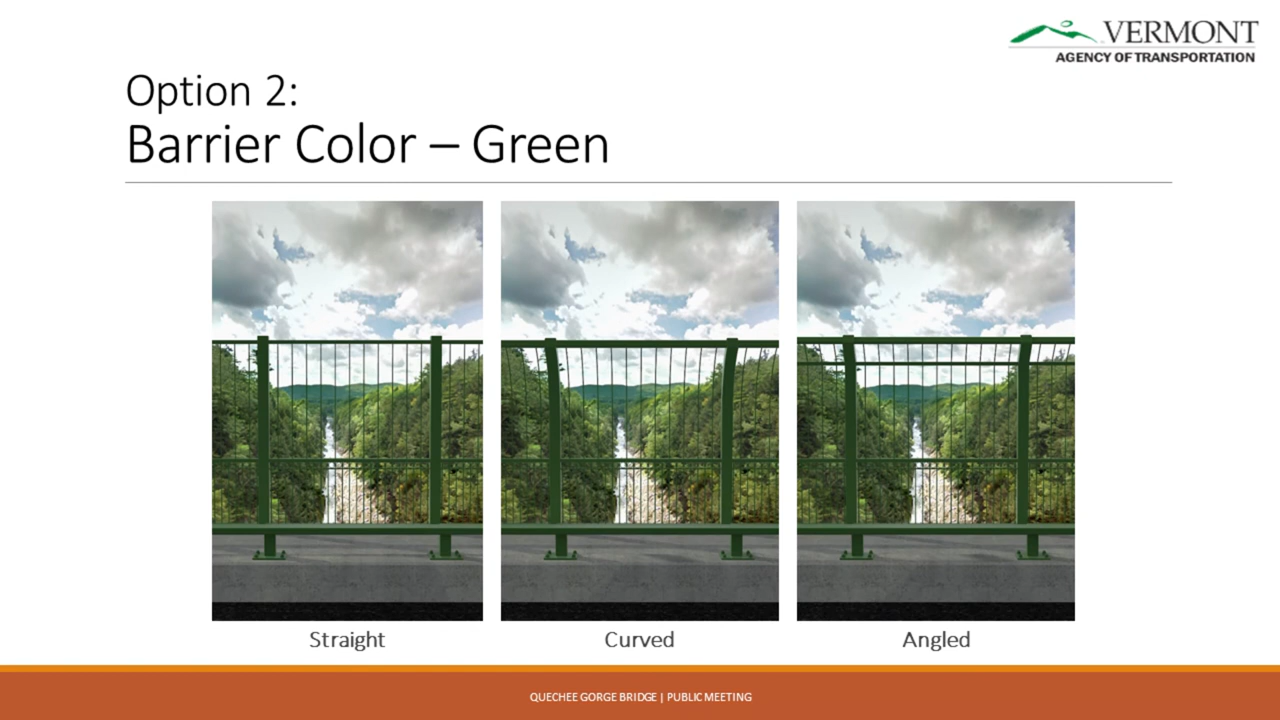 VERMONT
AGENCY OF TRANSPORTATION
Option 2:
Barrier Color – Green
Straight
Curved
Angled
QUECHEE GORGE BRIDGE | PUBLIC MEETING